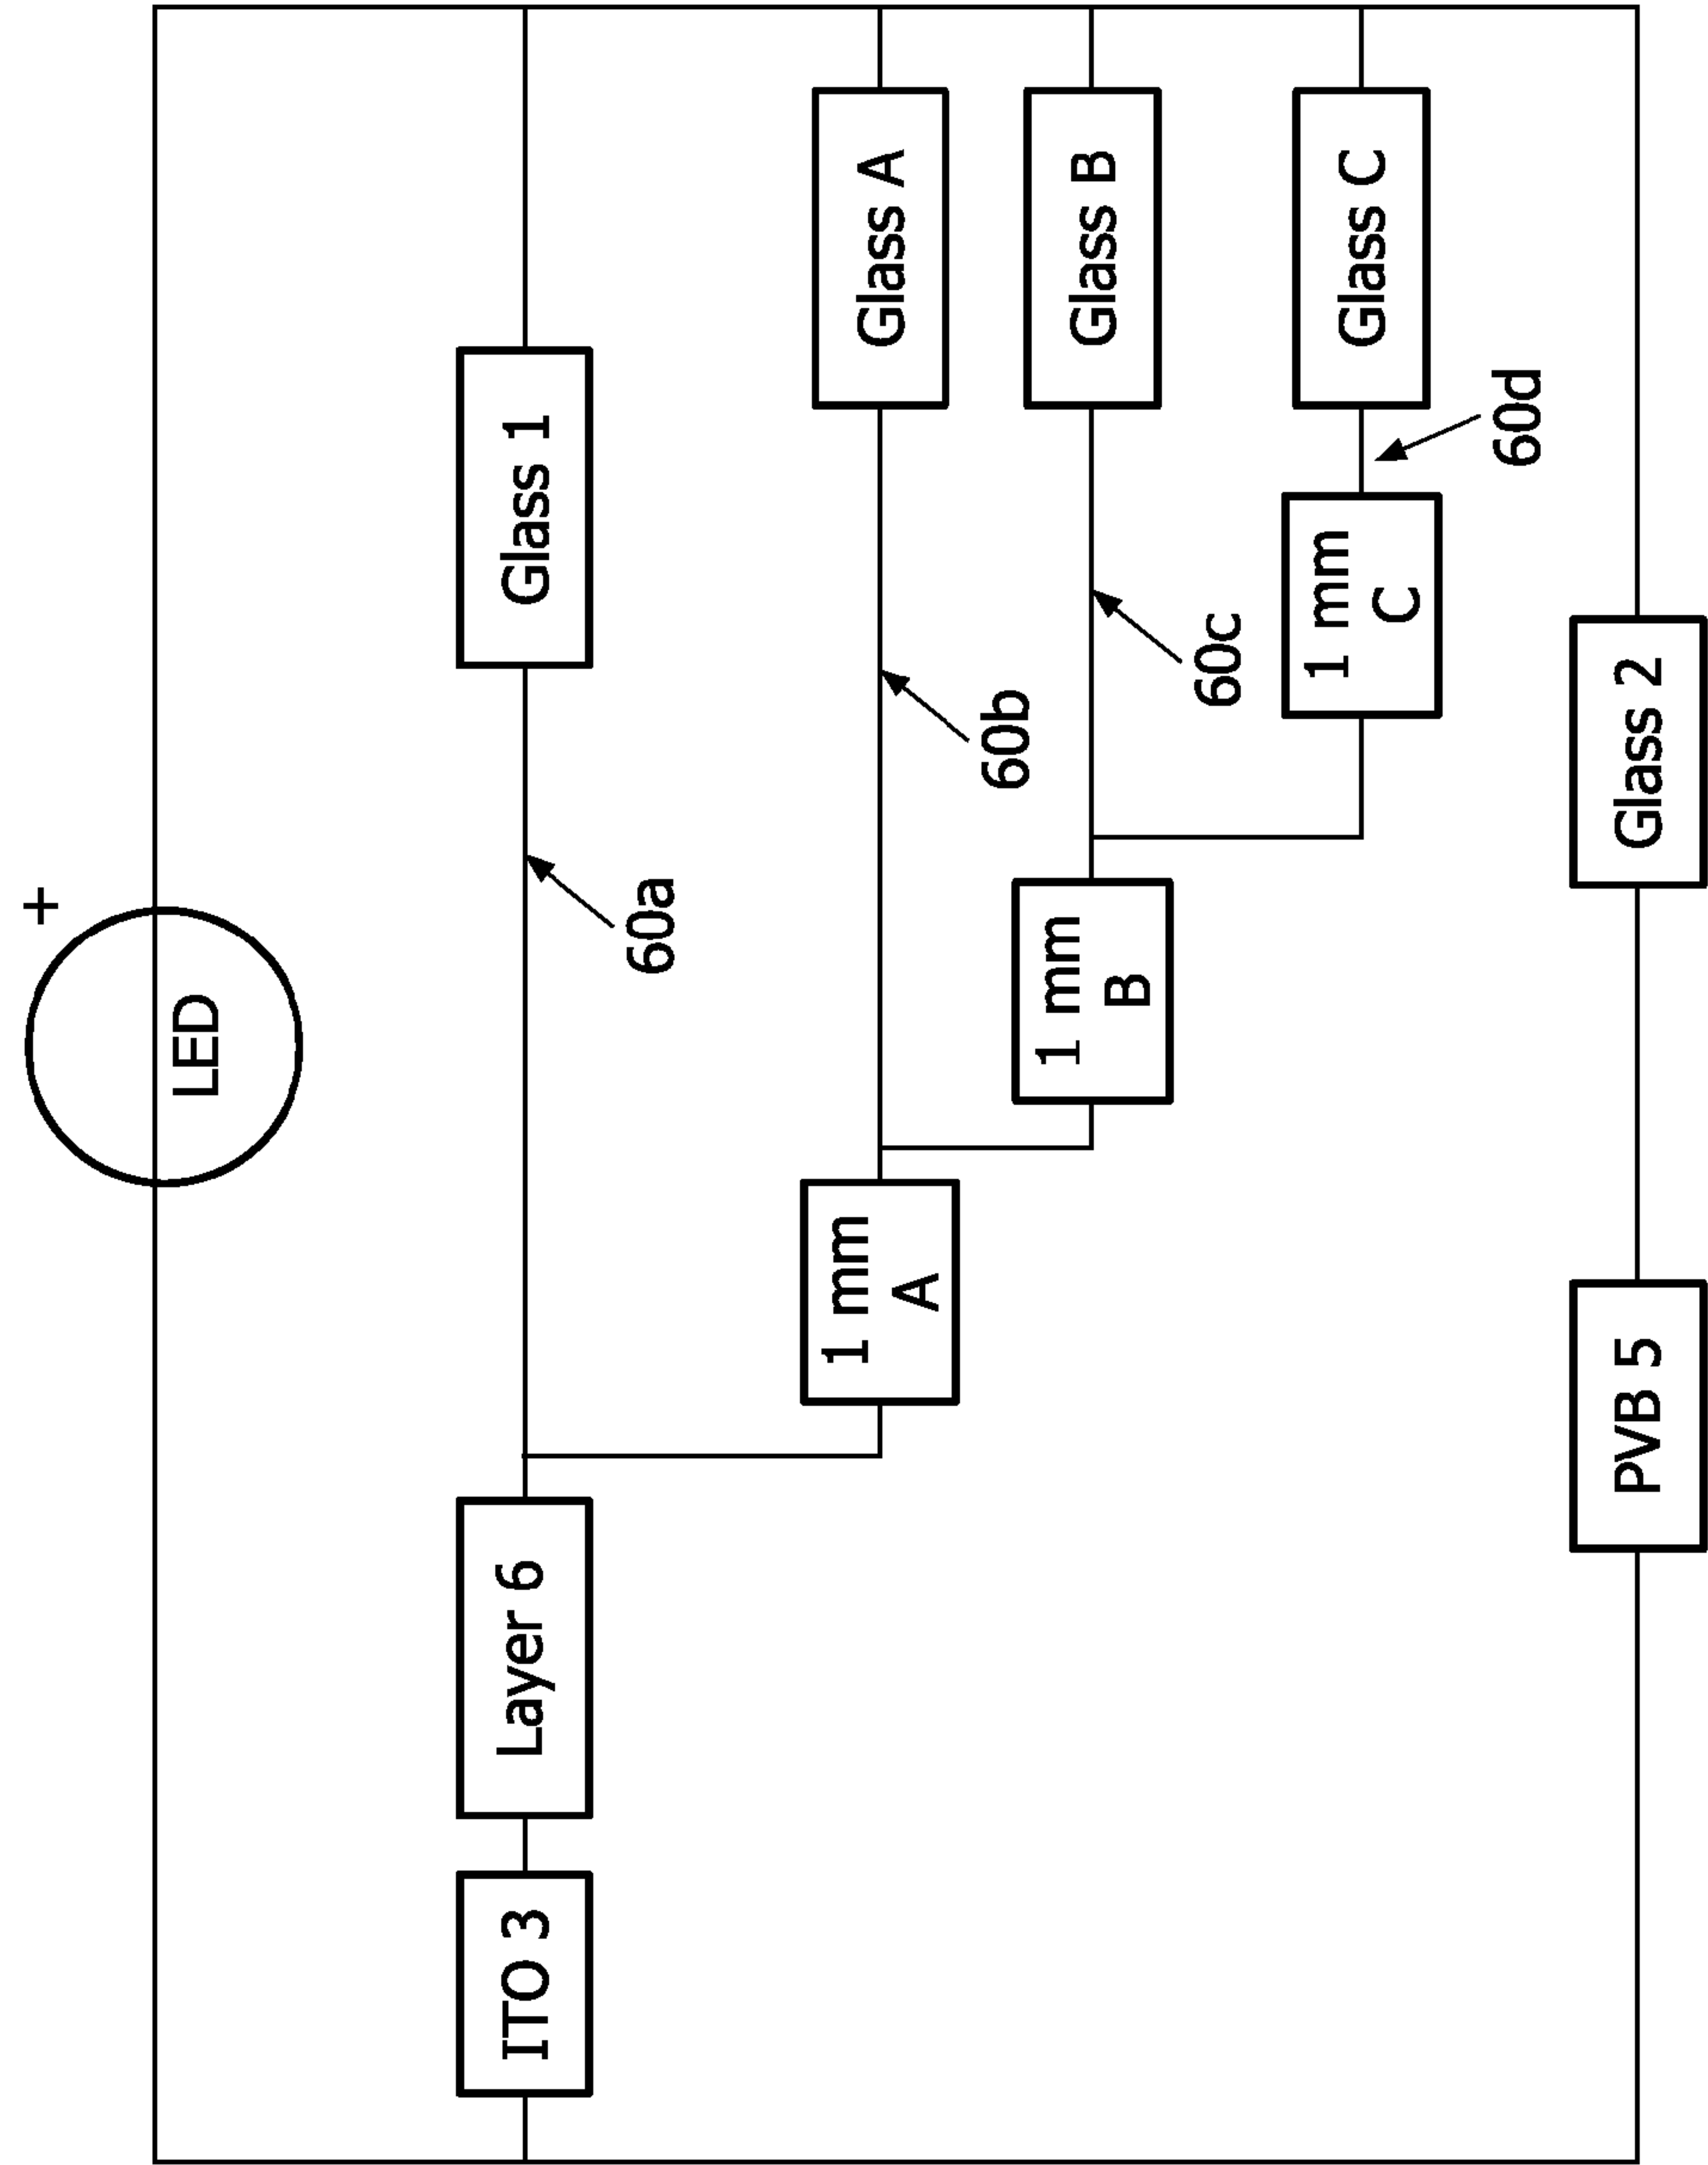 +
LED
ITO 3
Layer 6
Glass 1
60a
1 mm
A
Glass A
60b
1 mm
B
Glass B
60c
1 mm
C
Glass C
60d
PVB 5
Glass 2